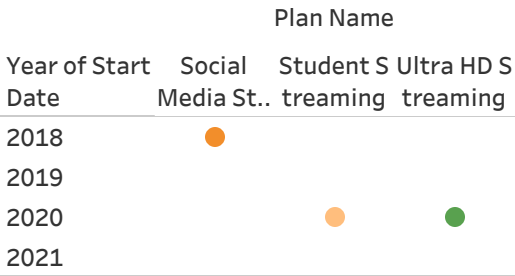 Plan Name
Year of Start Social Student S Ultra HD S
Date Media St.. treaming treaming
2018
2019
2020
2021